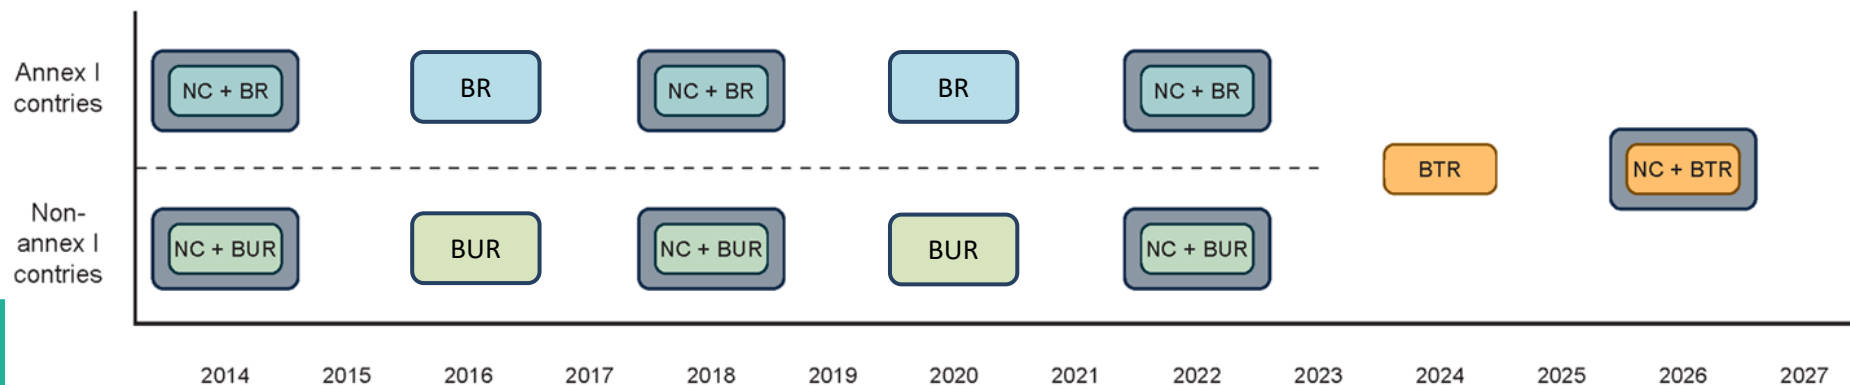 Annex I
contries
NC + BR
BR
NC + BR
BR
NC + BR
BTR
NC + BTR
Non-
annex I
contries
NC + BUR
BUR
NC + BUR
BUR
NC + BUR
2014 2015 2016 2017 2018 2019 2020 2021 2022 2023 2024 2025 2026 2027